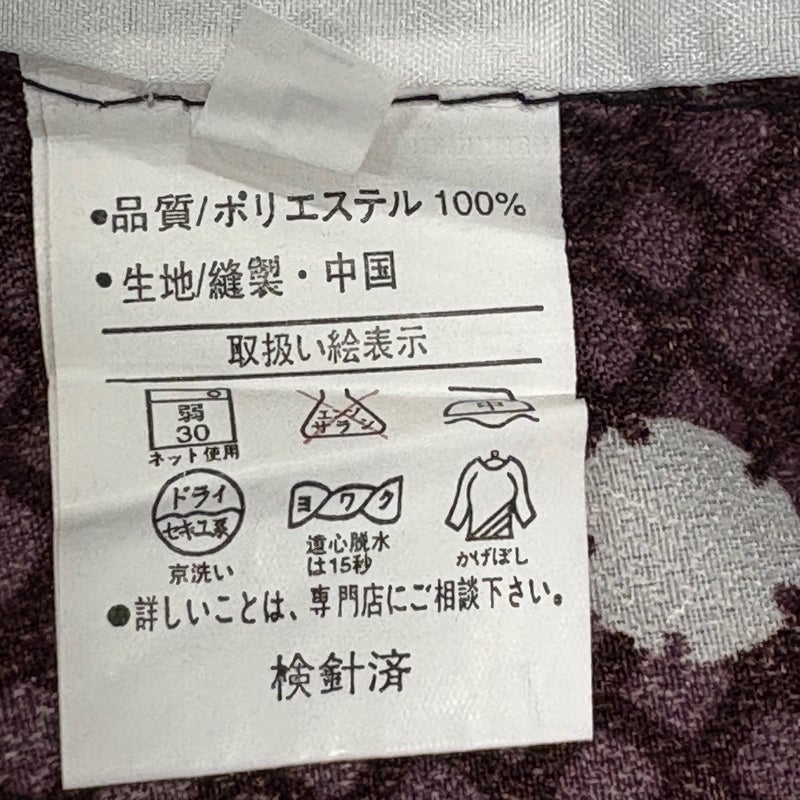 •品質/ポリエステル 100%
•生地/縫製・中国
取扱い絵表示
弱
30
ネット使用
エンソ
サラシ
中
ドライ
セキユ系
京洗い
ヨワク
遠心脱水
は15秒
かげぼし
•詳しいことは、専門店にご相談下さい。
検針済